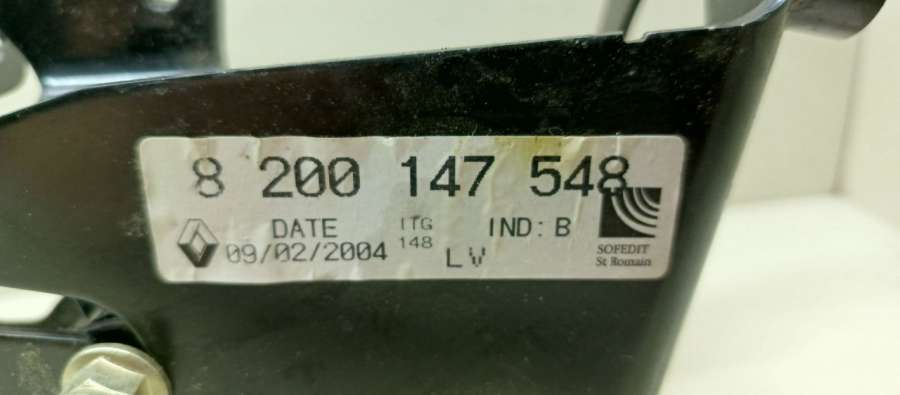 8 200 147 548
DATE ITG IND: B
09/02/2004 148 LV SOFEDIT
St Romain